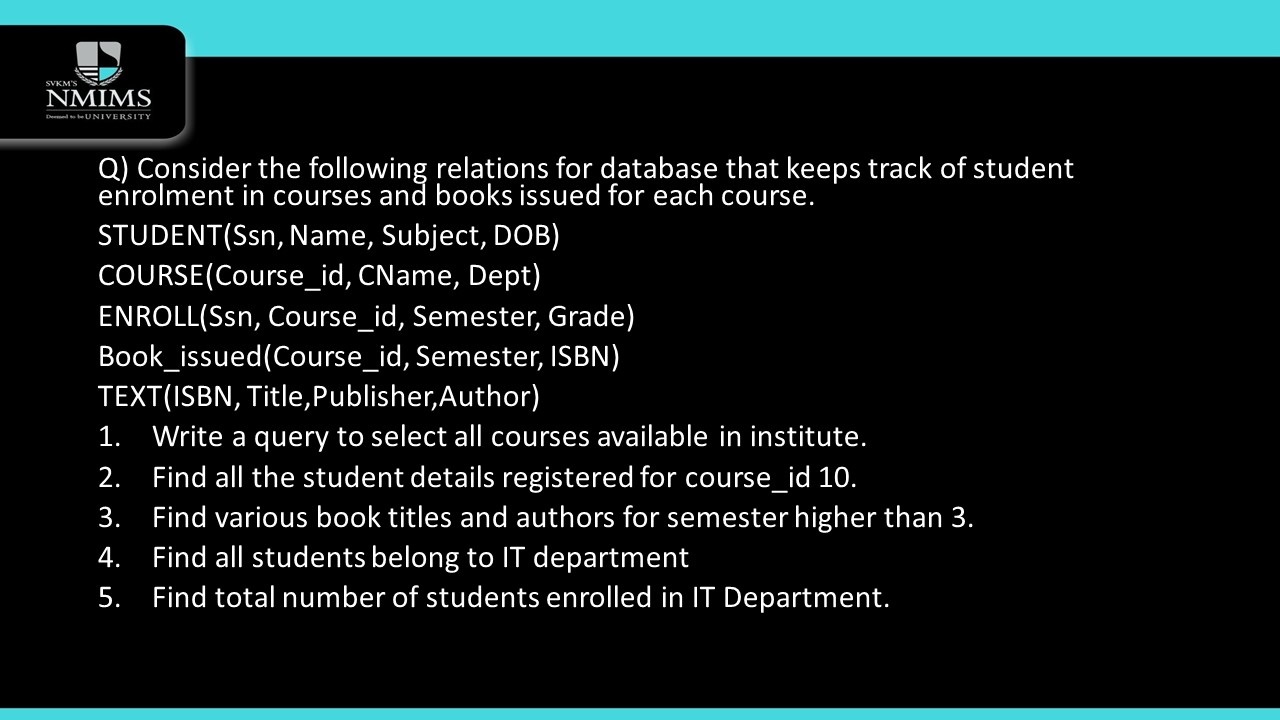 SVKM'S
NMIMS
Deemed to be UNIVERSITY
Q) Consider the following relations for database that keeps track of student
enrolment in courses and books issued for each course.
STUDENT(Ssn, Name, Subject, DOB)
COURSE(Course_id, CName, Dept)
ENROLL(Ssn, Course_id, Semester, Grade)
Book_issued(Course_id, Semester, ISBN)
TEXT(ISBN, Title,Publisher,Author)
1. Write a query to select all courses available in institute.
2. Find all the student details registered for course_id 10.
3. Find various book titles and authors for semester higher than 3.
4. Find all students belong to IT department
5. Find total number of students enrolled in IT Department.